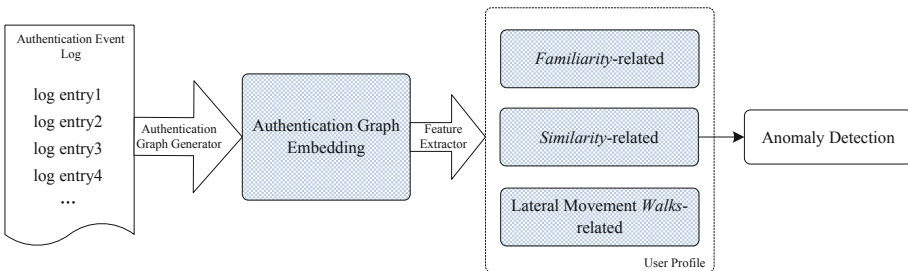 Authentication Event
Log
log entry1
log entry2
log entry3
log entry4
...
Authentication
Graph Generator
Authentication Graph
Embedding
Feature
Extractor
Familiarity-related
Similarity-related
Lateral Movement Walks-
related
User Profile
Anomaly Detection